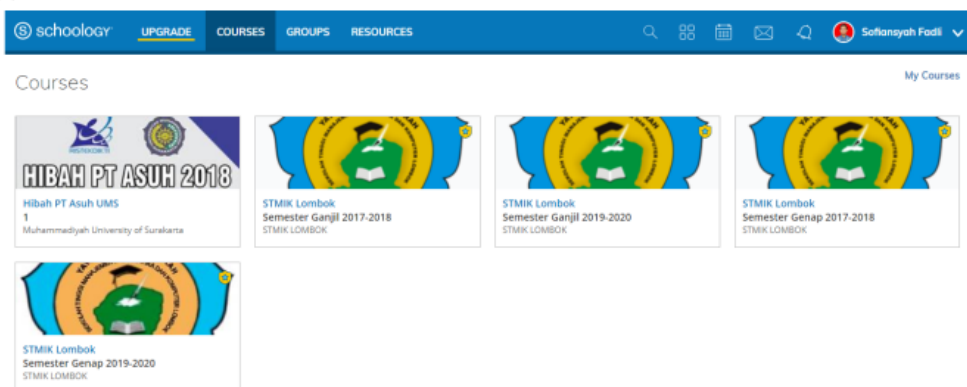 schoology UPGRADE COURSES GROUPS RESOURCES Sofiansyah Fadli
Courses
My Courses
RISTEKDIKTI
HIBAH PT ASUH 2018
Hibah PT Asuh UMS
1
Muhammadiyah University of Surakarta
STMIK Lombok
Semester Ganjil 2017-2018
STMIK LOMBOK
STMIK Lombok
Semester Ganjil 2019-2020
STMIK LOMBOK
STMIK Lombok
Semester Genap 2017-2018
STMIK LOMBOK
STMIK Lombok
Semester Genap 2019-2020
STMIK LOMBOK